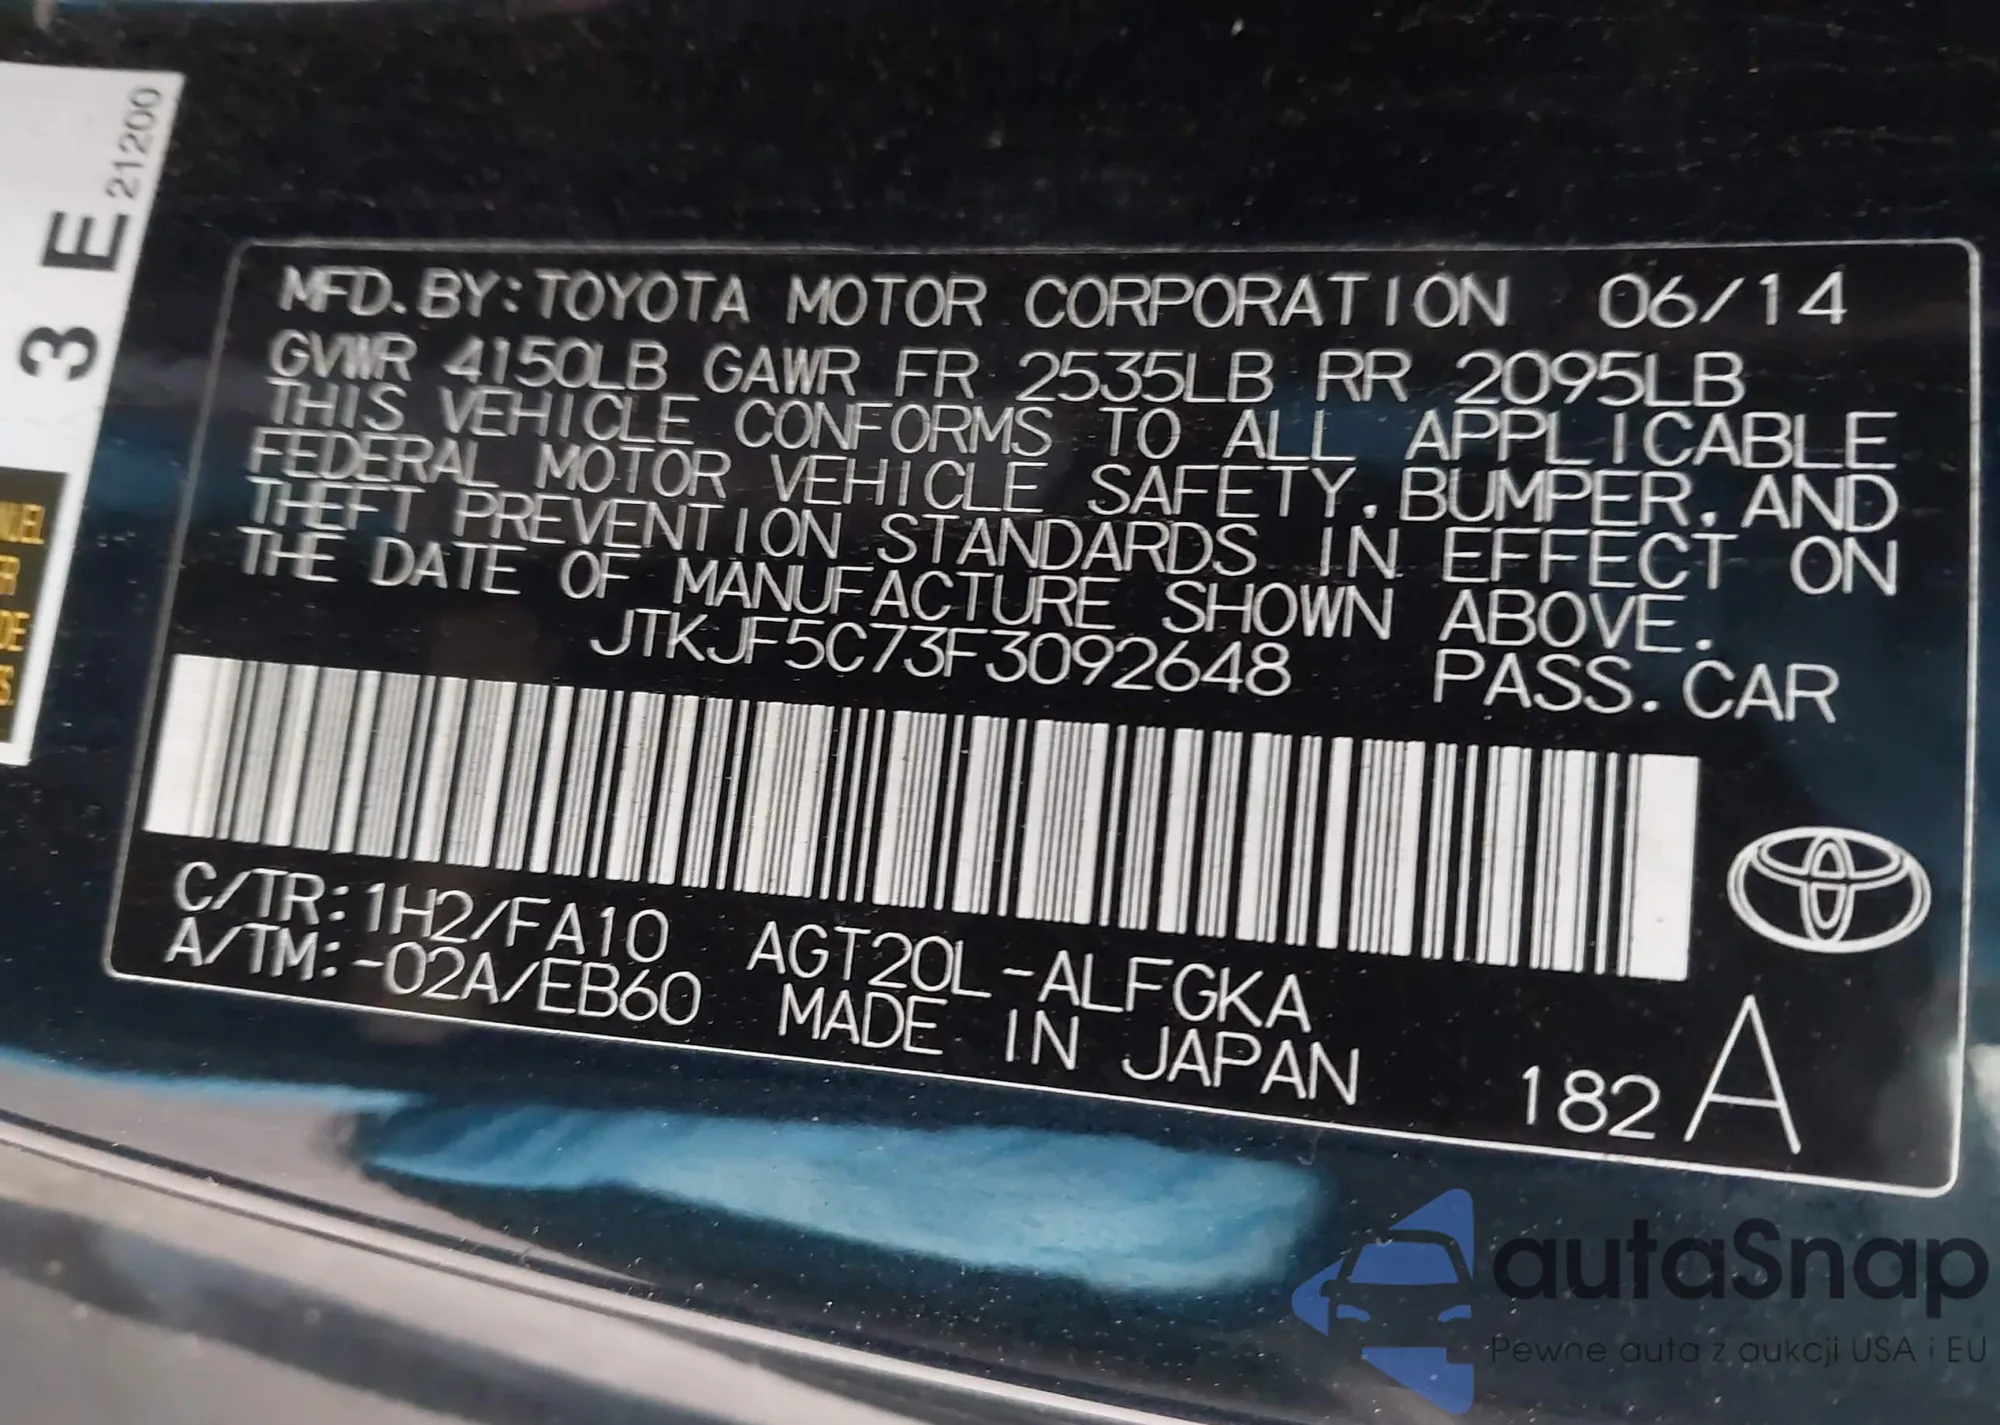 3 E 21200
MFD. BY: TOYOTA MOTOR CORPORATION 06/14
GVWR 4150LB GAWR FR 2535LB RR 2095LB
THIS VEHICLE CONFORMS TO ALL APPLICABLE
FEDERAL MOTOR VEHICLE SAFETY, BUMPER, AND
THEFT PREVENTION STANDARDS IN EFFECT ON
THE DATE OF MANUFACTURE SHOWN ABOVE.
JTKJF5C73F3092648 PASS. CAR
C/TR: 1H2/FA10 AGT20L-ALFGKA
A/TM: -02A/EB60 MADE IN JAPAN
182 A
autaSnap
Pewne auta z aukcji USA i EU